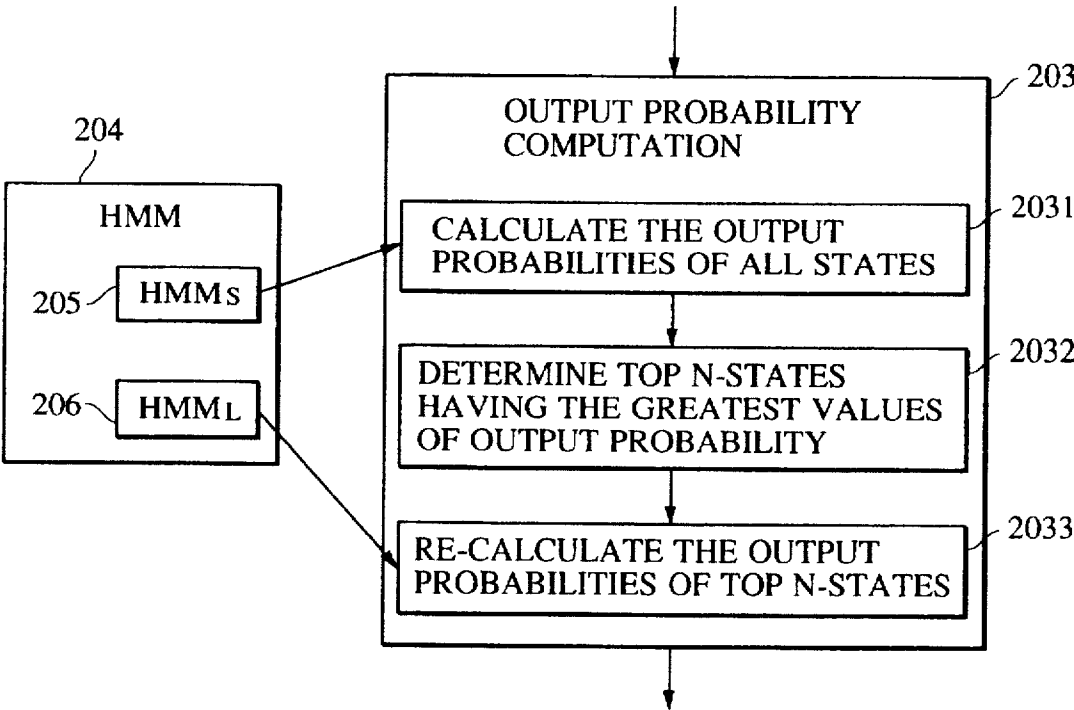 203
OUTPUT PROBABILITY
COMPUTATION
204
HMM
2031
CALCULATE THE OUTPUT
PROBABILITIES OF ALL STATES
205
HMMS
2032
DETERMINE TOP N-STATES
HAVING THE GREATEST VALUES
OF OUTPUT PROBABILITY
206
HMML
2033
RE-CALCULATE THE OUTPUT
PROBABILITIES OF TOP N-STATES